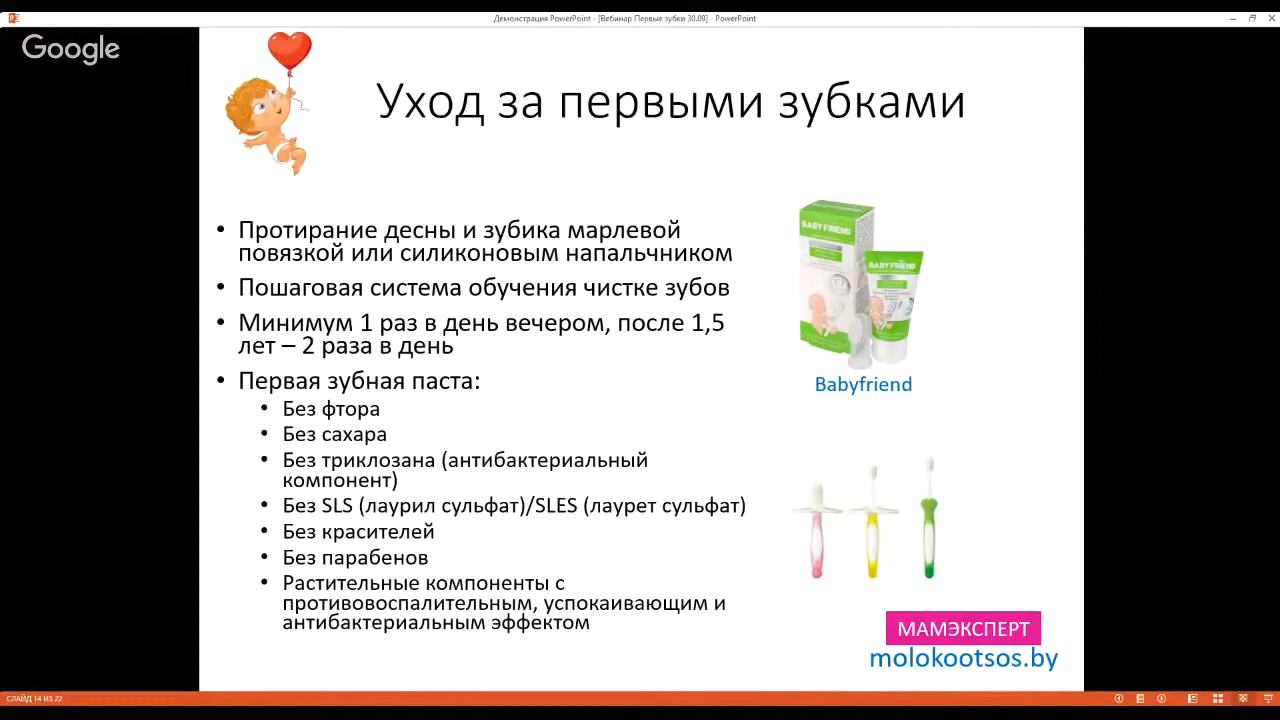 Демонстрация PowerPoint - [Вебинар Первые зубки 30.09] - PowerPoint
Google
Уход за первыми зубками
• Протирание десны и зубика марлевой
повязкой или силиконовым напальчником
• Пошаговая система обучения чистке зубов
• Минимум 1 раз в день вечером, после 1,5
лет – 2 раза в день
• Первая зубная паста:
• Без фтора
• Без сахара
• Без триклозана (антибактериальный
компонент)
• Без SLS (лаурил сульфат)/SLES (лаурет сульфат)
• Без красителей
• Без парабенов
• Растительные компоненты с
противовоспалительным, успокаивающим и
антибактериальным эффектом
BABY FRIEND
BABY FRIEND
Babyfriend
МАМЭКСПЕРТ
molokootsos.by
СЛАЙД 14 ИЗ 22